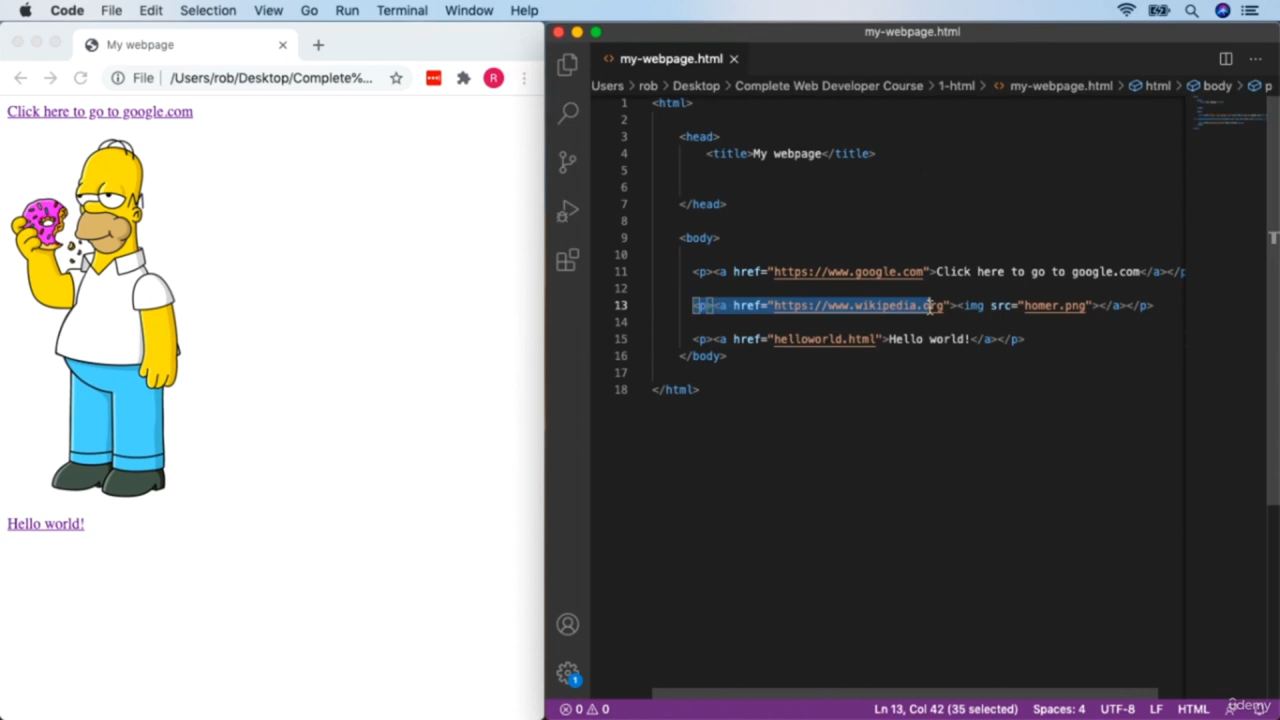 Code File Edit Selection View Go Run Terminal Window Help
my-webpage.html
My webpage
my-webpage.html
File /Users/rob/Desktop/Complete%...
R
Users rob Desktop Complete Web Developer Course 1-html my-webpage.html html body p
Click here to go to google.com
Hello world!
1 <html>
2
3 <head>
4 <title>My webpage</title>
5
6
7 </head>
8
9 <body>
10
11 <p><a href="https://www.google.com">Click here to go to google.com</a></p
12
13 <p><a href="https://www.wikipedia.org"><img src="homer.png"></a></p>
14
15 <p><a href="helloworld.html">Hello world!</a></p>
16 </body>
17
18 </html>
1
0 0
Ln 13, Col 42 (35 selected) Spaces: 4 UTF-8 LF HTML
ûdemy